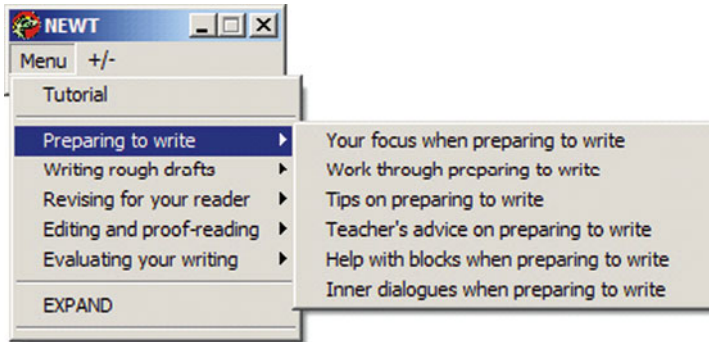 NEWT
Menu +/-
Tutorial
Preparing to write
Writing rough drafts
Revising for your reader
Editing and proof-reading
Evaluating your writing
EXPAND
Your focus when preparing to write
Work through preparing to write
Tips on preparing to write
Teacher's advice on preparing to write
Help with blocks when preparing to write
Inner dialogues when preparing to write